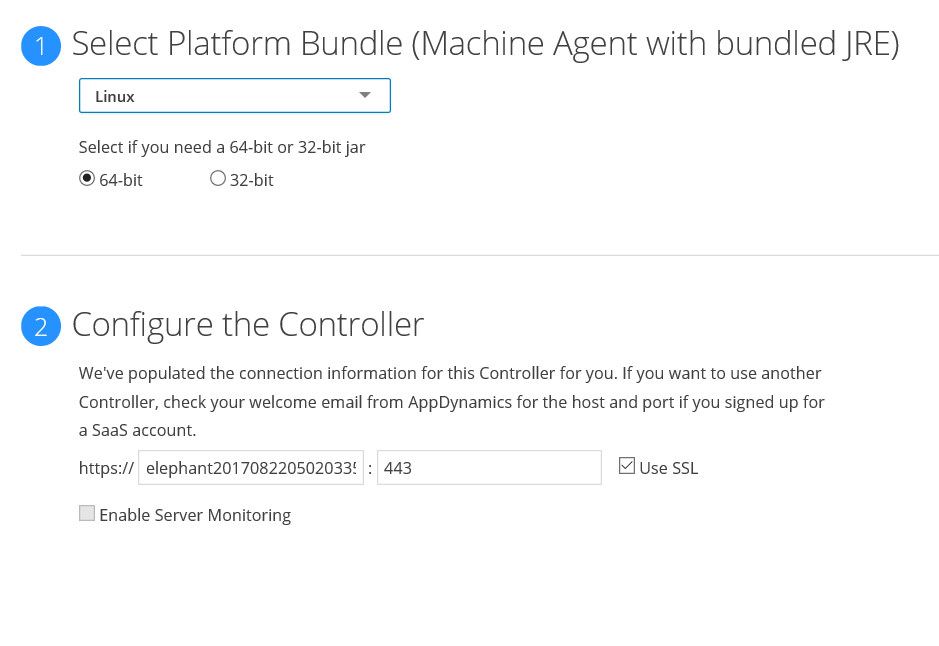 1 Select Platform Bundle (Machine Agent with bundled JRE)
Linux
Select if you need a 64-bit or 32-bit jar
64-bit 32-bit
2 Configure the Controller
We've populated the connection information for this Controller for you. If you want to use another
Controller, check your welcome email from AppDynamics for the host and port if you signed up for
a SaaS account.
https:// elephant2017082205020335 : 443 Use SSL
Enable Server Monitoring